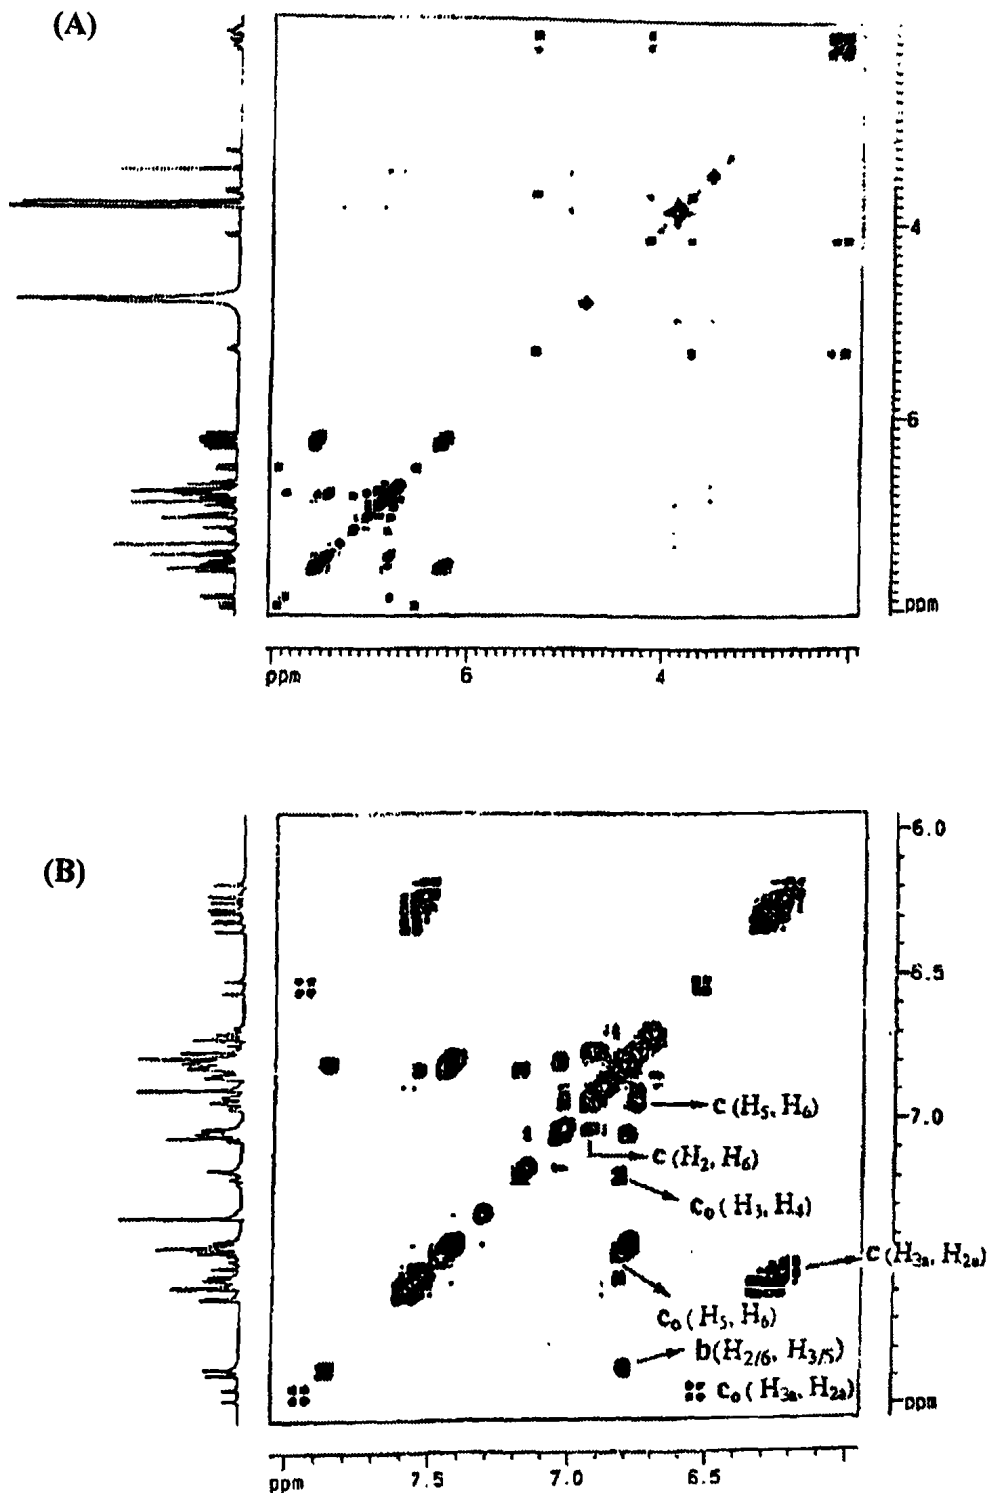 (A)
4
6
ppm
ppm 6 4
(B)
6.0
6.5
7.0
c (H5, H6)
c (H2, H6)
c0 ( H3, H4)
c (H3a, H2a)
c0 ( H5, H6)
b(H2/6, H3/5)
c0 ( H3a, H2a)
ppm
ppm 7.5 7.0 6.5